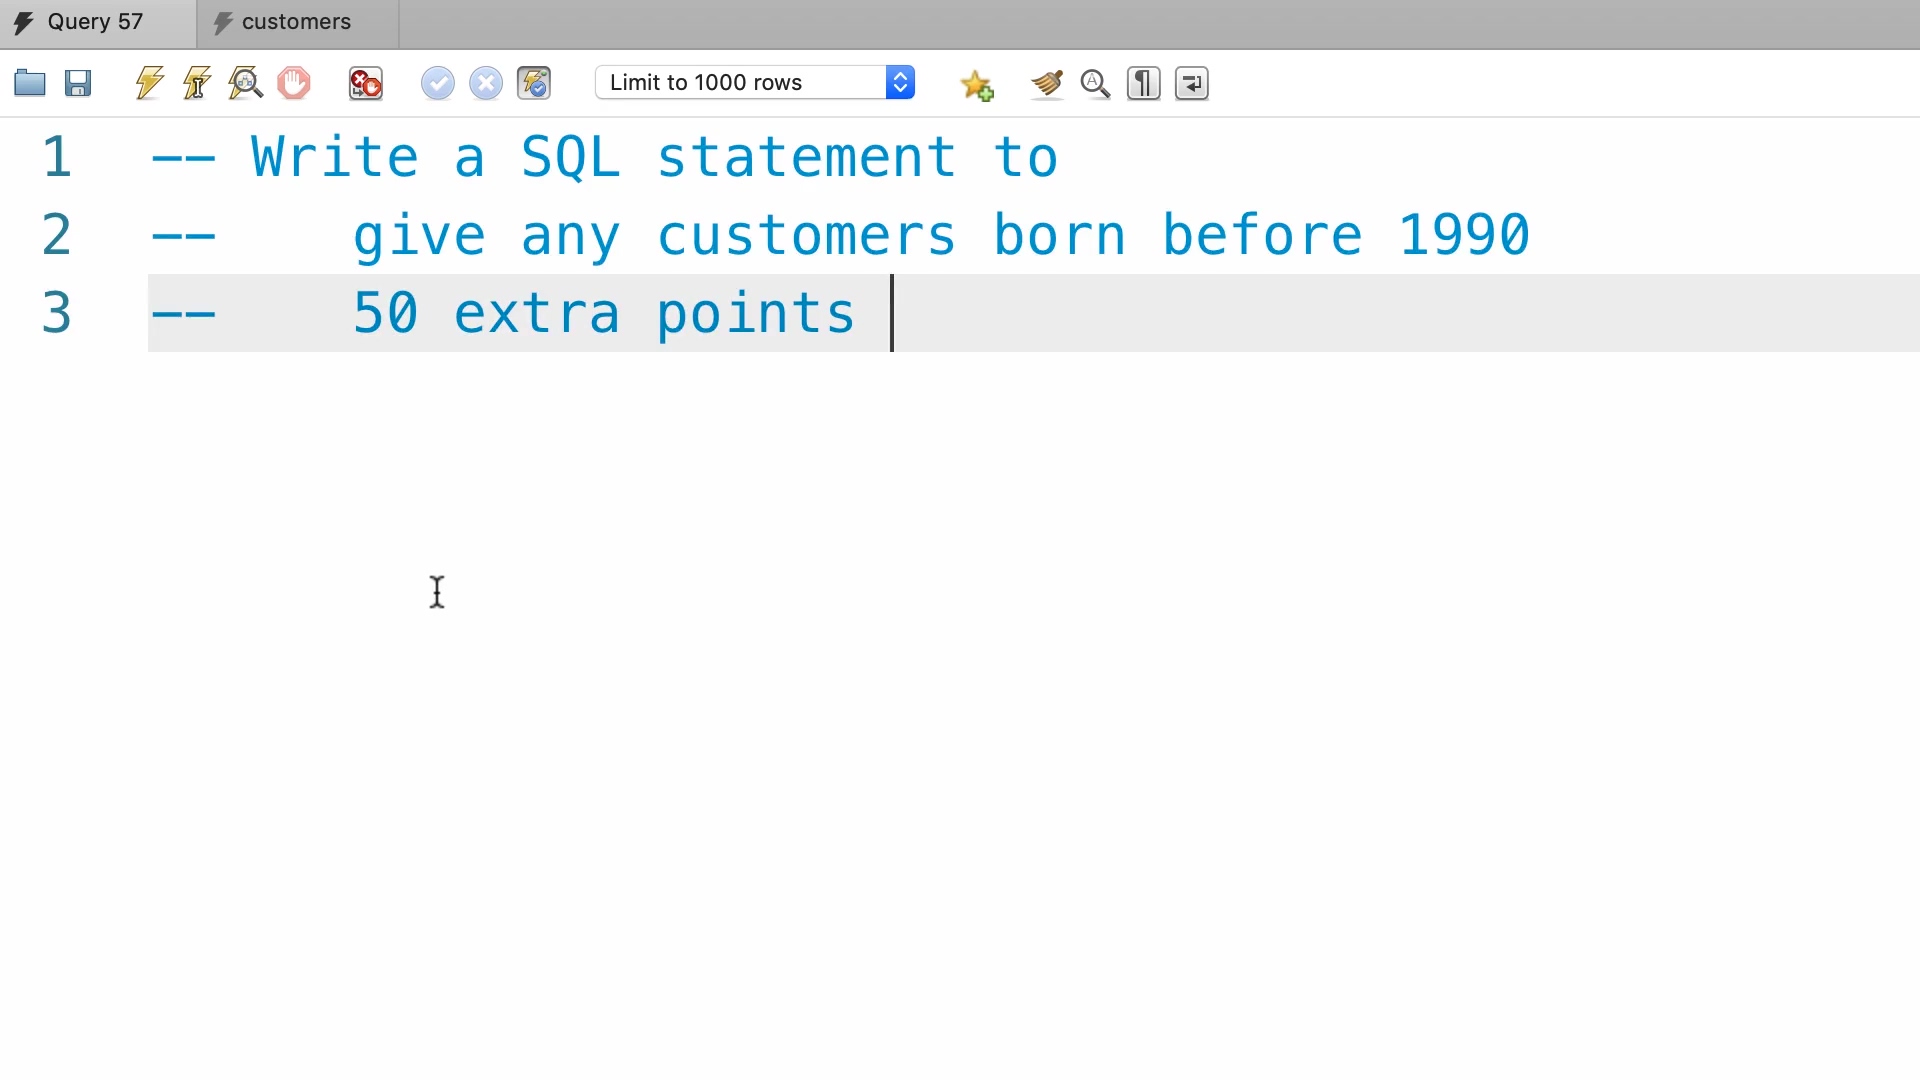 Query 57
customers
Limit to 1000 rows
1 -- Write a SQL statement to
2 -- give any customers born before 1990
3 -- 50 extra points